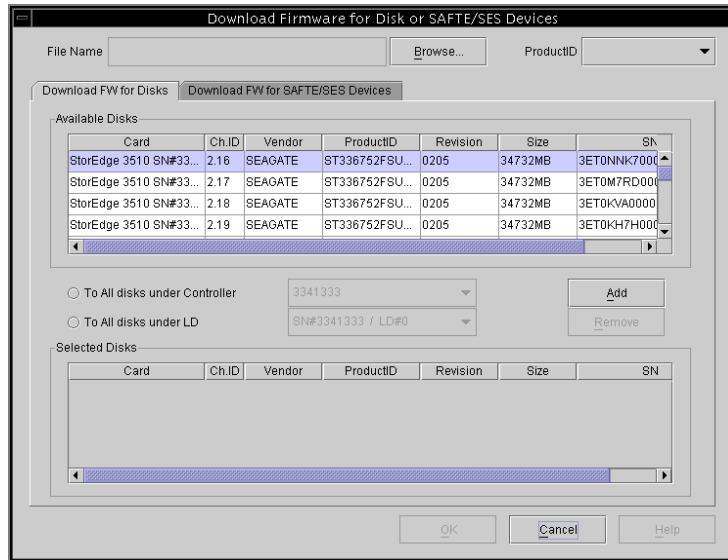 Download Firmware for Disk or SAFTE/SES Devices
File Name Browse... ProductID
Download FW for Disks Download FW for SAFTE/SES Devices
Available Disks
Card Ch.ID Vendor ProductID Revision Size SN
StorEdge 3510 SN#33... 2.16 SEAGATE ST336752FSU... 0205 34732MB 3ET0NNK7000
StorEdge 3510 SN#33... 2.17 SEAGATE ST336752FSU... 0205 34732MB 3ET0M7RD000
StorEdge 3510 SN#33... 2.18 SEAGATE ST336752FSU... 0205 34732MB 3ET0KVA0000
StorEdge 3510 SN#33... 2.19 SEAGATE ST336752FSU... 0205 34732MB 3ET0KH7H000
To All disks under Controller 3341333 Add
To All disks under LD SN#3341333 / LD#0 Remove
Selected Disks
Card Ch.ID Vendor ProductID Revision Size SN
OK Cancel Help